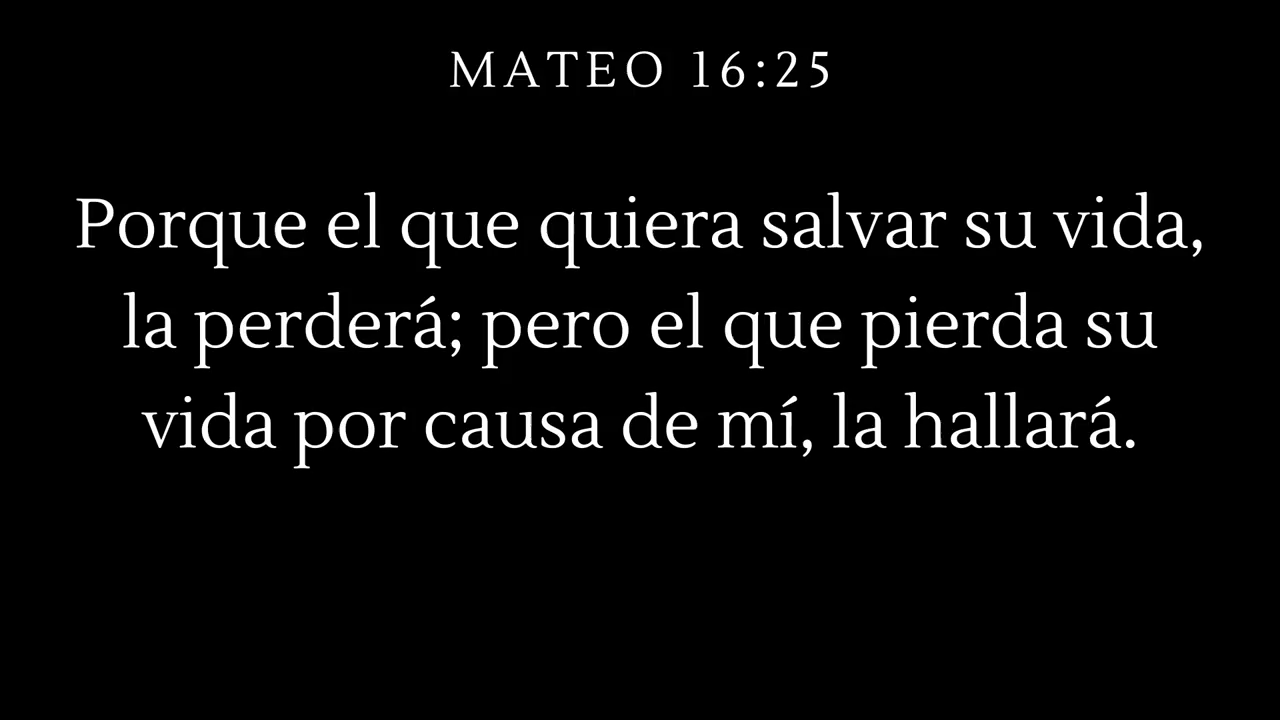 MATEO 16:25
Porque el que quiera salvar su vida,
la perderá; pero el que pierda su
vida por causa de mí, la hallará.